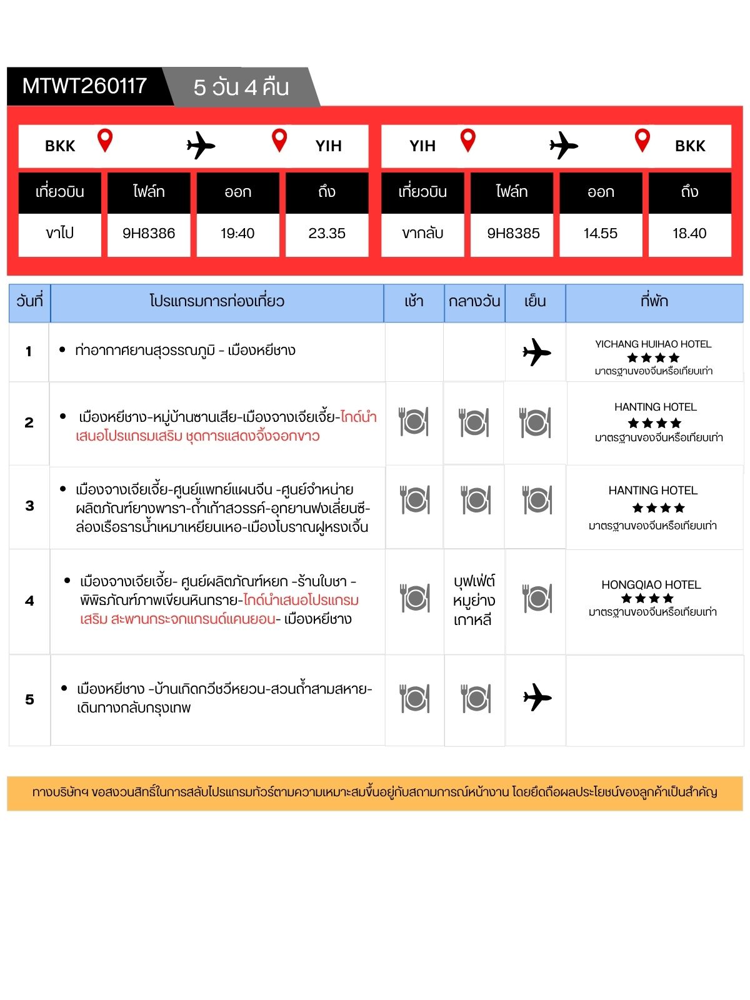 MTWT260117
5 วัน 4 คืน
BKK YIH
YIH BKK
เที่ยวบิน ไฟล์ท ออก ถึง
เที่ยวบิน ไฟล์ท ออก ถึง
ขาไป 9H8386 19:40 23.35
ขากลับ 9H8385 14.55 18.40
วันที่ โปรแกรมการท่องเที่ยว เช้า กลางวัน เย็น ที่พัก
1
• ท่าอากาศยานสุวรรณภูมิ - เมืองหยีชาง
YICHANG HUIHAO HOTEL
มาตรฐานของจีนหรือเทียบเท่า
2
• เมืองหยีชาง-หมู่บ้านซานเสีย-เมืองจางเจียเจี้ย-ไกด์นำ
เสนอโปรแกรมเสริม ชุดการแสดงจิ้งจอกขาว
HANTING HOTEL
มาตรฐานของจีนหรือเทียบเท่า
3
• เมืองจางเจียเจี้ย-ศูนย์แพทย์แผนจีน -ศูนย์จำหน่าย
ผลิตภัณฑ์ยางพารา-ถ้ำเก้าสวรรค์-อุทยานฟงเลี่ยนซี-
ล่องเรือธารน้ำเหมาเหยียนเหอ-เมืองโบราณฝูหรงเจิ้น
HANTING HOTEL
มาตรฐานของจีนหรือเทียบเท่า
4
• เมืองจางเจียเจี้ย- ศูนย์ผลิตภัณฑ์หยก -ร้านใบชา -
พิพิธภัณฑ์ภาพเขียนหินทราย-ไกด์นำเสนอโปรแกรม
เสริม สะพานกระจกแกรนด์แคนยอน- เมืองหยีชาง
บุฟเฟ่ต์
หมูย่าง
เกาหลี
HONGQIAO HOTEL
มาตรฐานของจีนหรือเทียบเท่า
5
• เมืองหยีชาง -บ้านเกิดกวีชวีหยวน-สวนถ้ำสามสหาย-
เดินทางกลับกรุงเทพ
ทางบริษัทฯ ขอสงวนสิทธิ์ในการสลับโปรแกรมทัวร์ตามความเหมาะสมขึ้นอยู่กับสถามการณ์หน้างาน โดยยึดถือผลประโยชน์ของลูกค้าเป็นสำคัญ